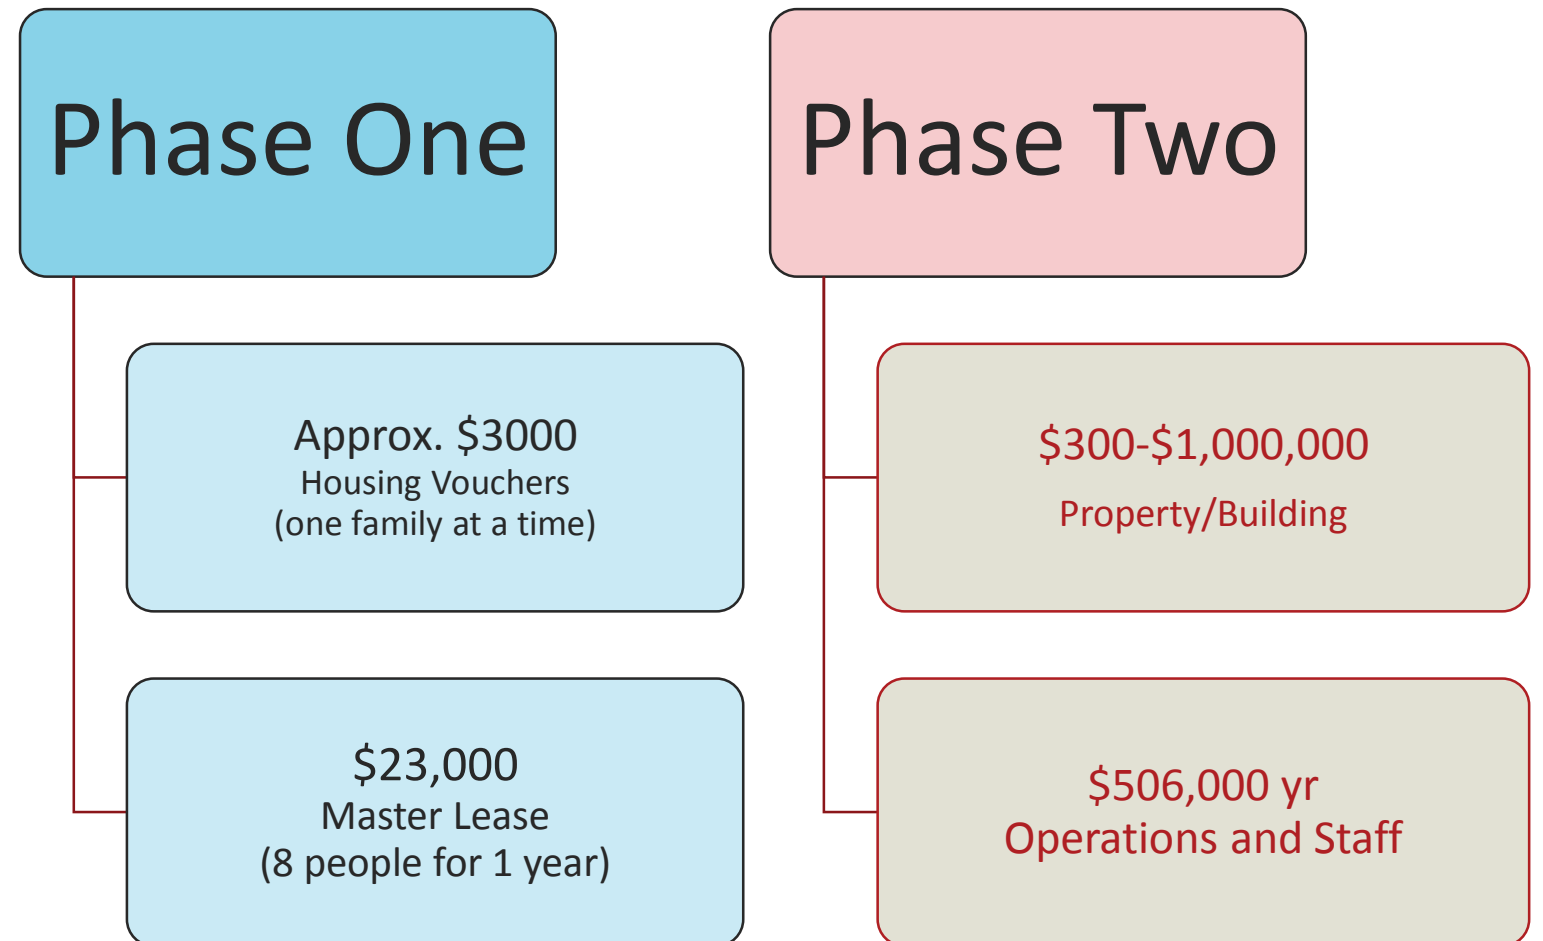 Phase One
Approx. $3000
Housing Vouchers
(one family at a time)
$23,000
Master Lease
(8 people for 1 year)
Phase Two
$300-$1,000,000
Property/Building
$506,000 yr
Operations and Staff